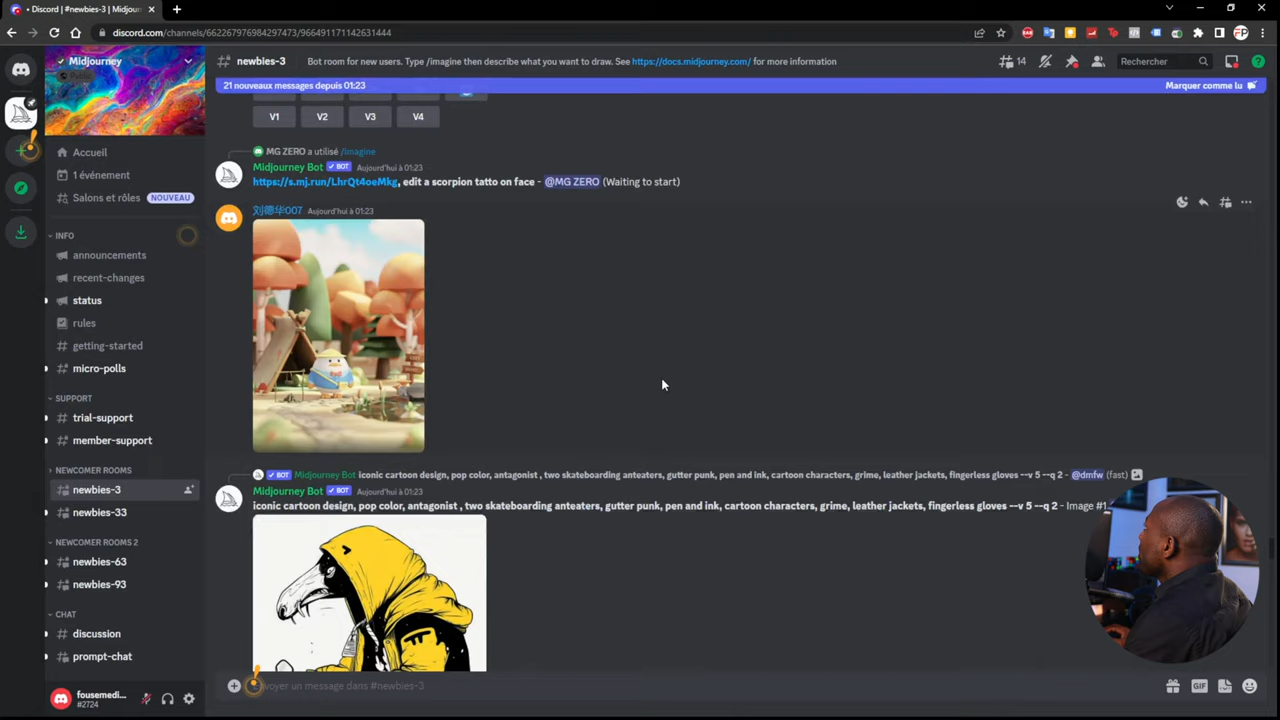 • Discord | #newbies-3 | Midjour
discord.com/channels/662267976984297473/966491171142631444
Midjourney
Public
newbies-3
Bot room for new users. Type /imagine then describe what you want to draw. See https://docs.midjourney.com/ for more information
14
Rechercher
21 nouveaux messages depuis 01:23
Marquer comme lu
V1
V2
V3
V4
Accueil
1 événement
Salons et rôles
NOUVEAU
INFO
announcements
recent-changes
status
rules
getting-started
micro-polls
SUPPORT
trial-support
member-support
NEWCOMER ROOMS
newbies-3
newbies-33
NEWCOMER ROOMS 2
newbies-63
newbies-93
CHAT
discussion
prompt-chat
fousemedi...
#2724
MG ZERO a utilisé /imagine
Midjourney Bot BOT Aujourd'hui à 01:23
https://s.mj.run/LhrQt4oeMkg, edit a scorpion tatto on face - @MG ZERO (Waiting to start)
刘德华007 Aujourd'hui à 01:23
BOT Midjourney Bot iconic cartoon design, pop color, antagonist , two skateboarding anteaters, gutter punk, pen and ink, cartoon characters, grime, leather jackets, fingerless gloves --v 5 --q 2 - @dmfw (fast)
Midjourney Bot BOT Aujourd'hui à 01:23
iconic cartoon design, pop color, antagonist , two skateboarding anteaters, gutter punk, pen and ink, cartoon characters, grime, leather jackets, fingerless gloves --v 5 --q 2 - Image #1
Envoyer un message dans #newbies-3
GIF